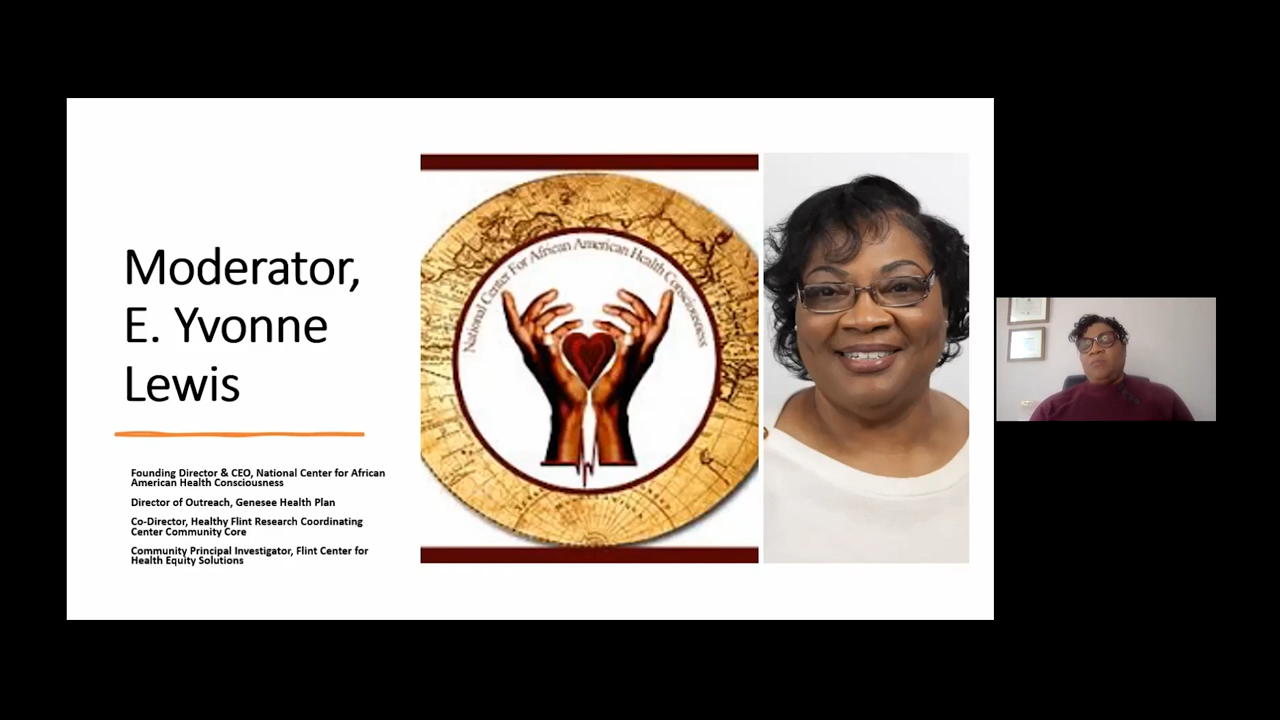 Moderator,
E. Yvonne
Lewis
Founding Director & CEO, National Center for African
American Health Consciousness
Director of Outreach, Genesee Health Plan
Co-Director, Healthy Flint Research Coordinating
Center Community Core
Community Principal Investigator, Flint Center for
Health Equity Solutions
National Center For African American Health Consciousness